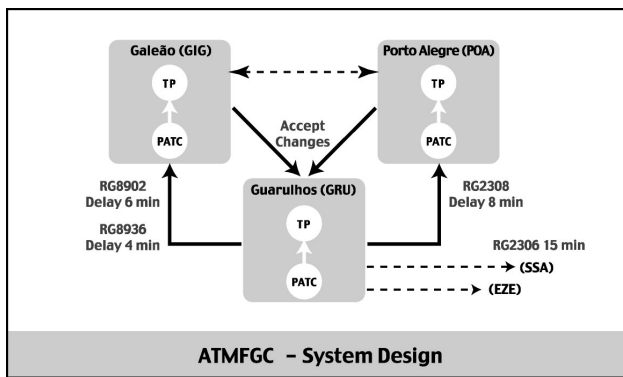 Galeão (GIG)
Porto Alegre (POA)
TP
PATC
TP
PATC
Accept
Changes
RG8902
Delay 6 min
RG8936
Delay 4 min
Guarulhos (GRU)
TP
PATC
RG2308
Delay 8 min
RG2306 15 min
(SSA)
(EZE)
ATMFGC – System Design